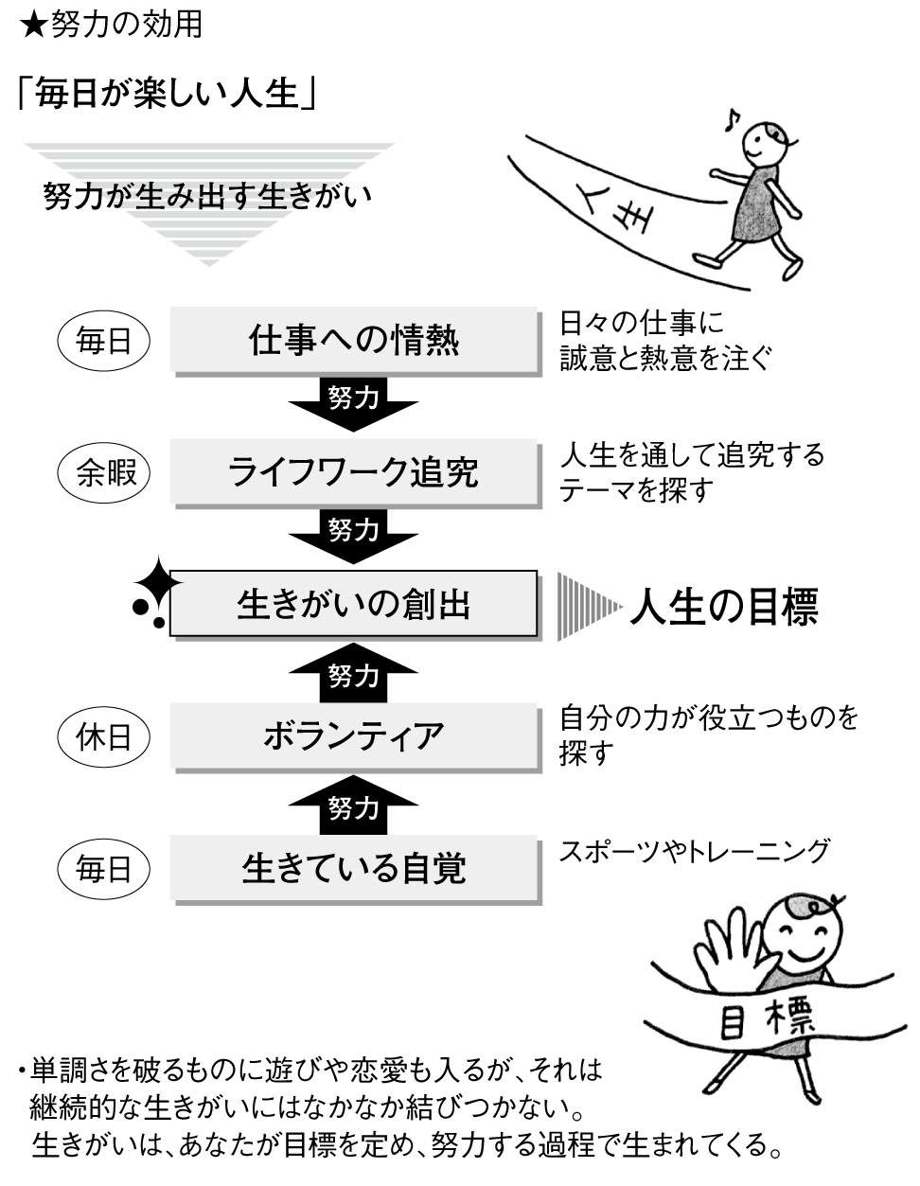 ★努力の効用
「毎日が楽しい人生」
努力が生み出す生きがい
人生
毎日
仕事への情熱
日々の仕事に
誠意と熱意を注ぐ
努力
余暇
ライフワーク追究
人生を通して追究する
テーマを探す
努力
生きがいの創出
人生の目標
努力
休日
ボランティア
自分の力が役立つものを
探す
努力
毎日
生きている自覚
スポーツやトレーニング
目標
・単調さを破るものに遊びや恋愛も入るが、それは
継続的な生きがいにはなかなか結びつかない。
生きがいは、あなたが目標を定め、努力する過程で生まれてくる。